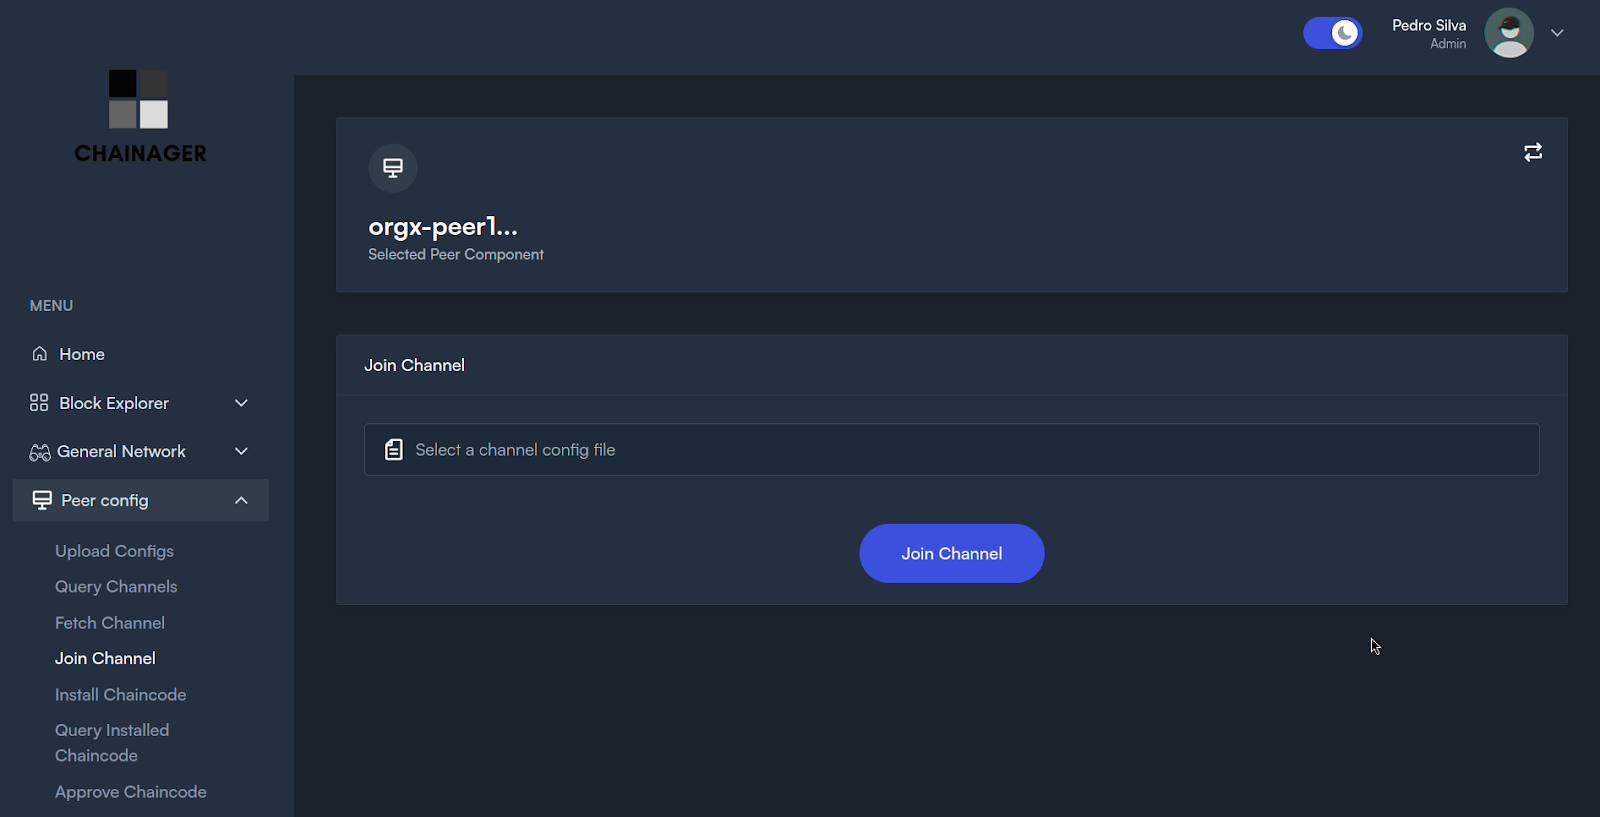 Pedro Silva
Admin
CHAINAGER
orgx-peer1...
Selected Peer Component
MENU
Home
Block Explorer
General Network
Peer config
Upload Configs
Query Channels
Fetch Channel
Join Channel
Install Chaincode
Query Installed
Chaincode
Approve Chaincode
Join Channel
Select a channel config file
Join Channel